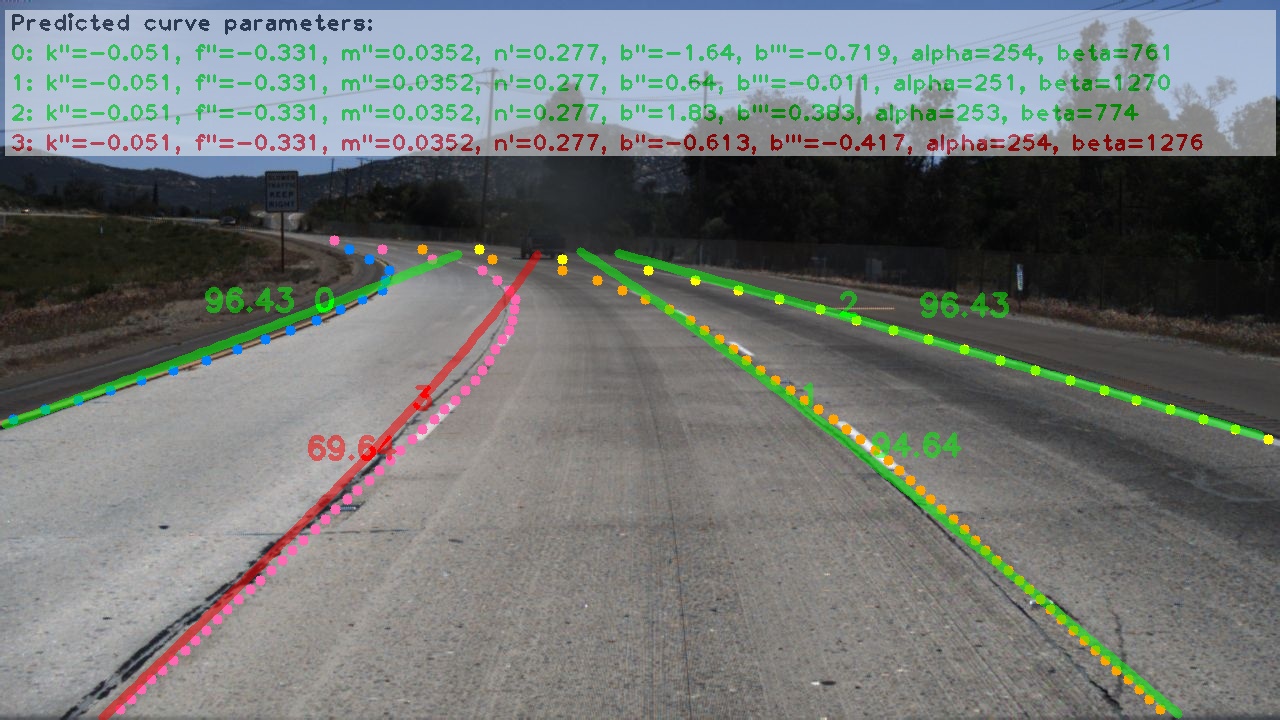 Predicted curve parameters:
0: k''=-0.051, f''=-0.331, m''=0.0352, n'=0.277, b''=-1.64, b'''=-0.719, alpha=254, beta=761
1: k''=-0.051, f''=-0.331, m''=0.0352, n'=0.277, b''=0.64, b'''=-0.011, alpha=251, beta=1270
2: k''=-0.051, f''=-0.331, m''=0.0352, n'=0.277, b''=1.83, b'''=0.383, alpha=253, beta=774
3: k''=-0.051, f''=-0.331, m''=0.0352, n'=0.277, b''=-0.613, b'''=-0.417, alpha=254, beta=1276
SLOWER
TRAFFIC
KEEP
RIGHT
96.43 0
2 96.43
3
1
69.64
94.64